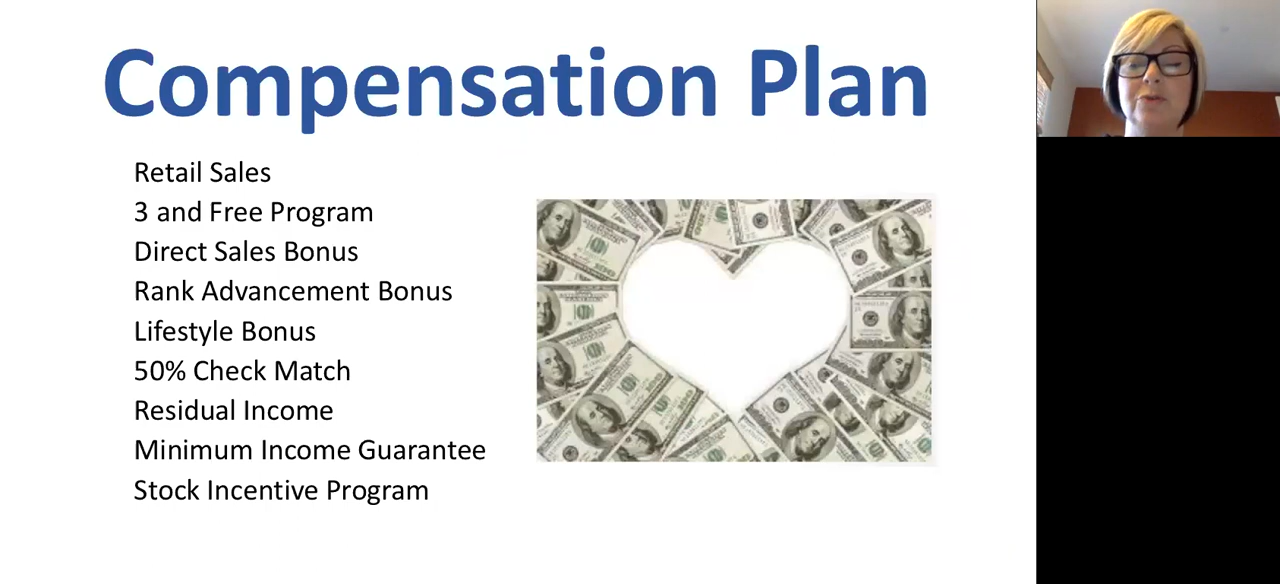 Compensation Plan
Retail Sales
3 and Free Program
Direct Sales Bonus
Rank Advancement Bonus
Lifestyle Bonus
50% Check Match
Residual Income
Minimum Income Guarantee
Stock Incentive Program